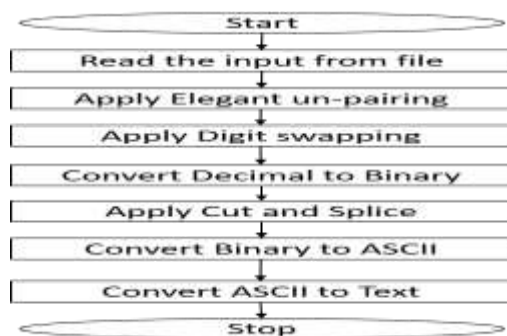 Start
Read the input from file
Apply Elegant un-pairing
Apply Digit swapping
Convert Decimal to Binary
Apply Cut and Splice
Convert Binary to ASCII
Convert ASCII to Text
Stop